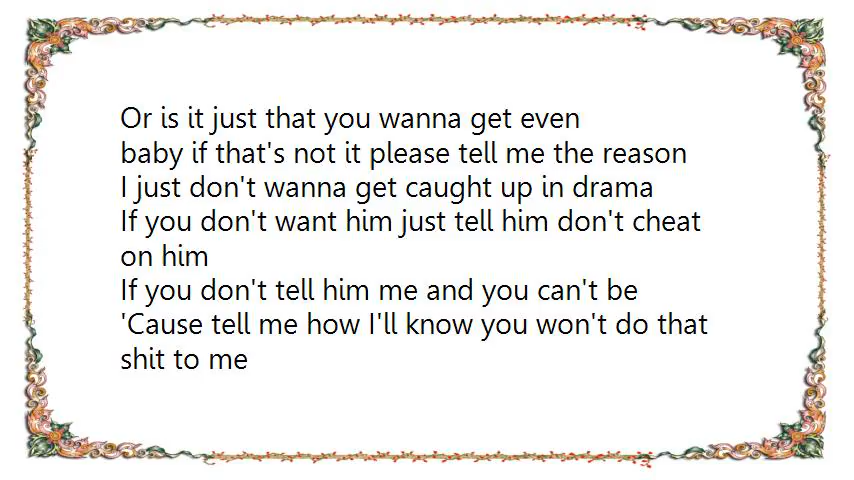 Or is it just that you wanna get even
baby if that's not it please tell me the reason
I just don't wanna get caught up in drama
If you don't want him just tell him don't cheat
on him
If you don't tell him me and you can't be
'Cause tell me how I'll know you won't do that
shit to me